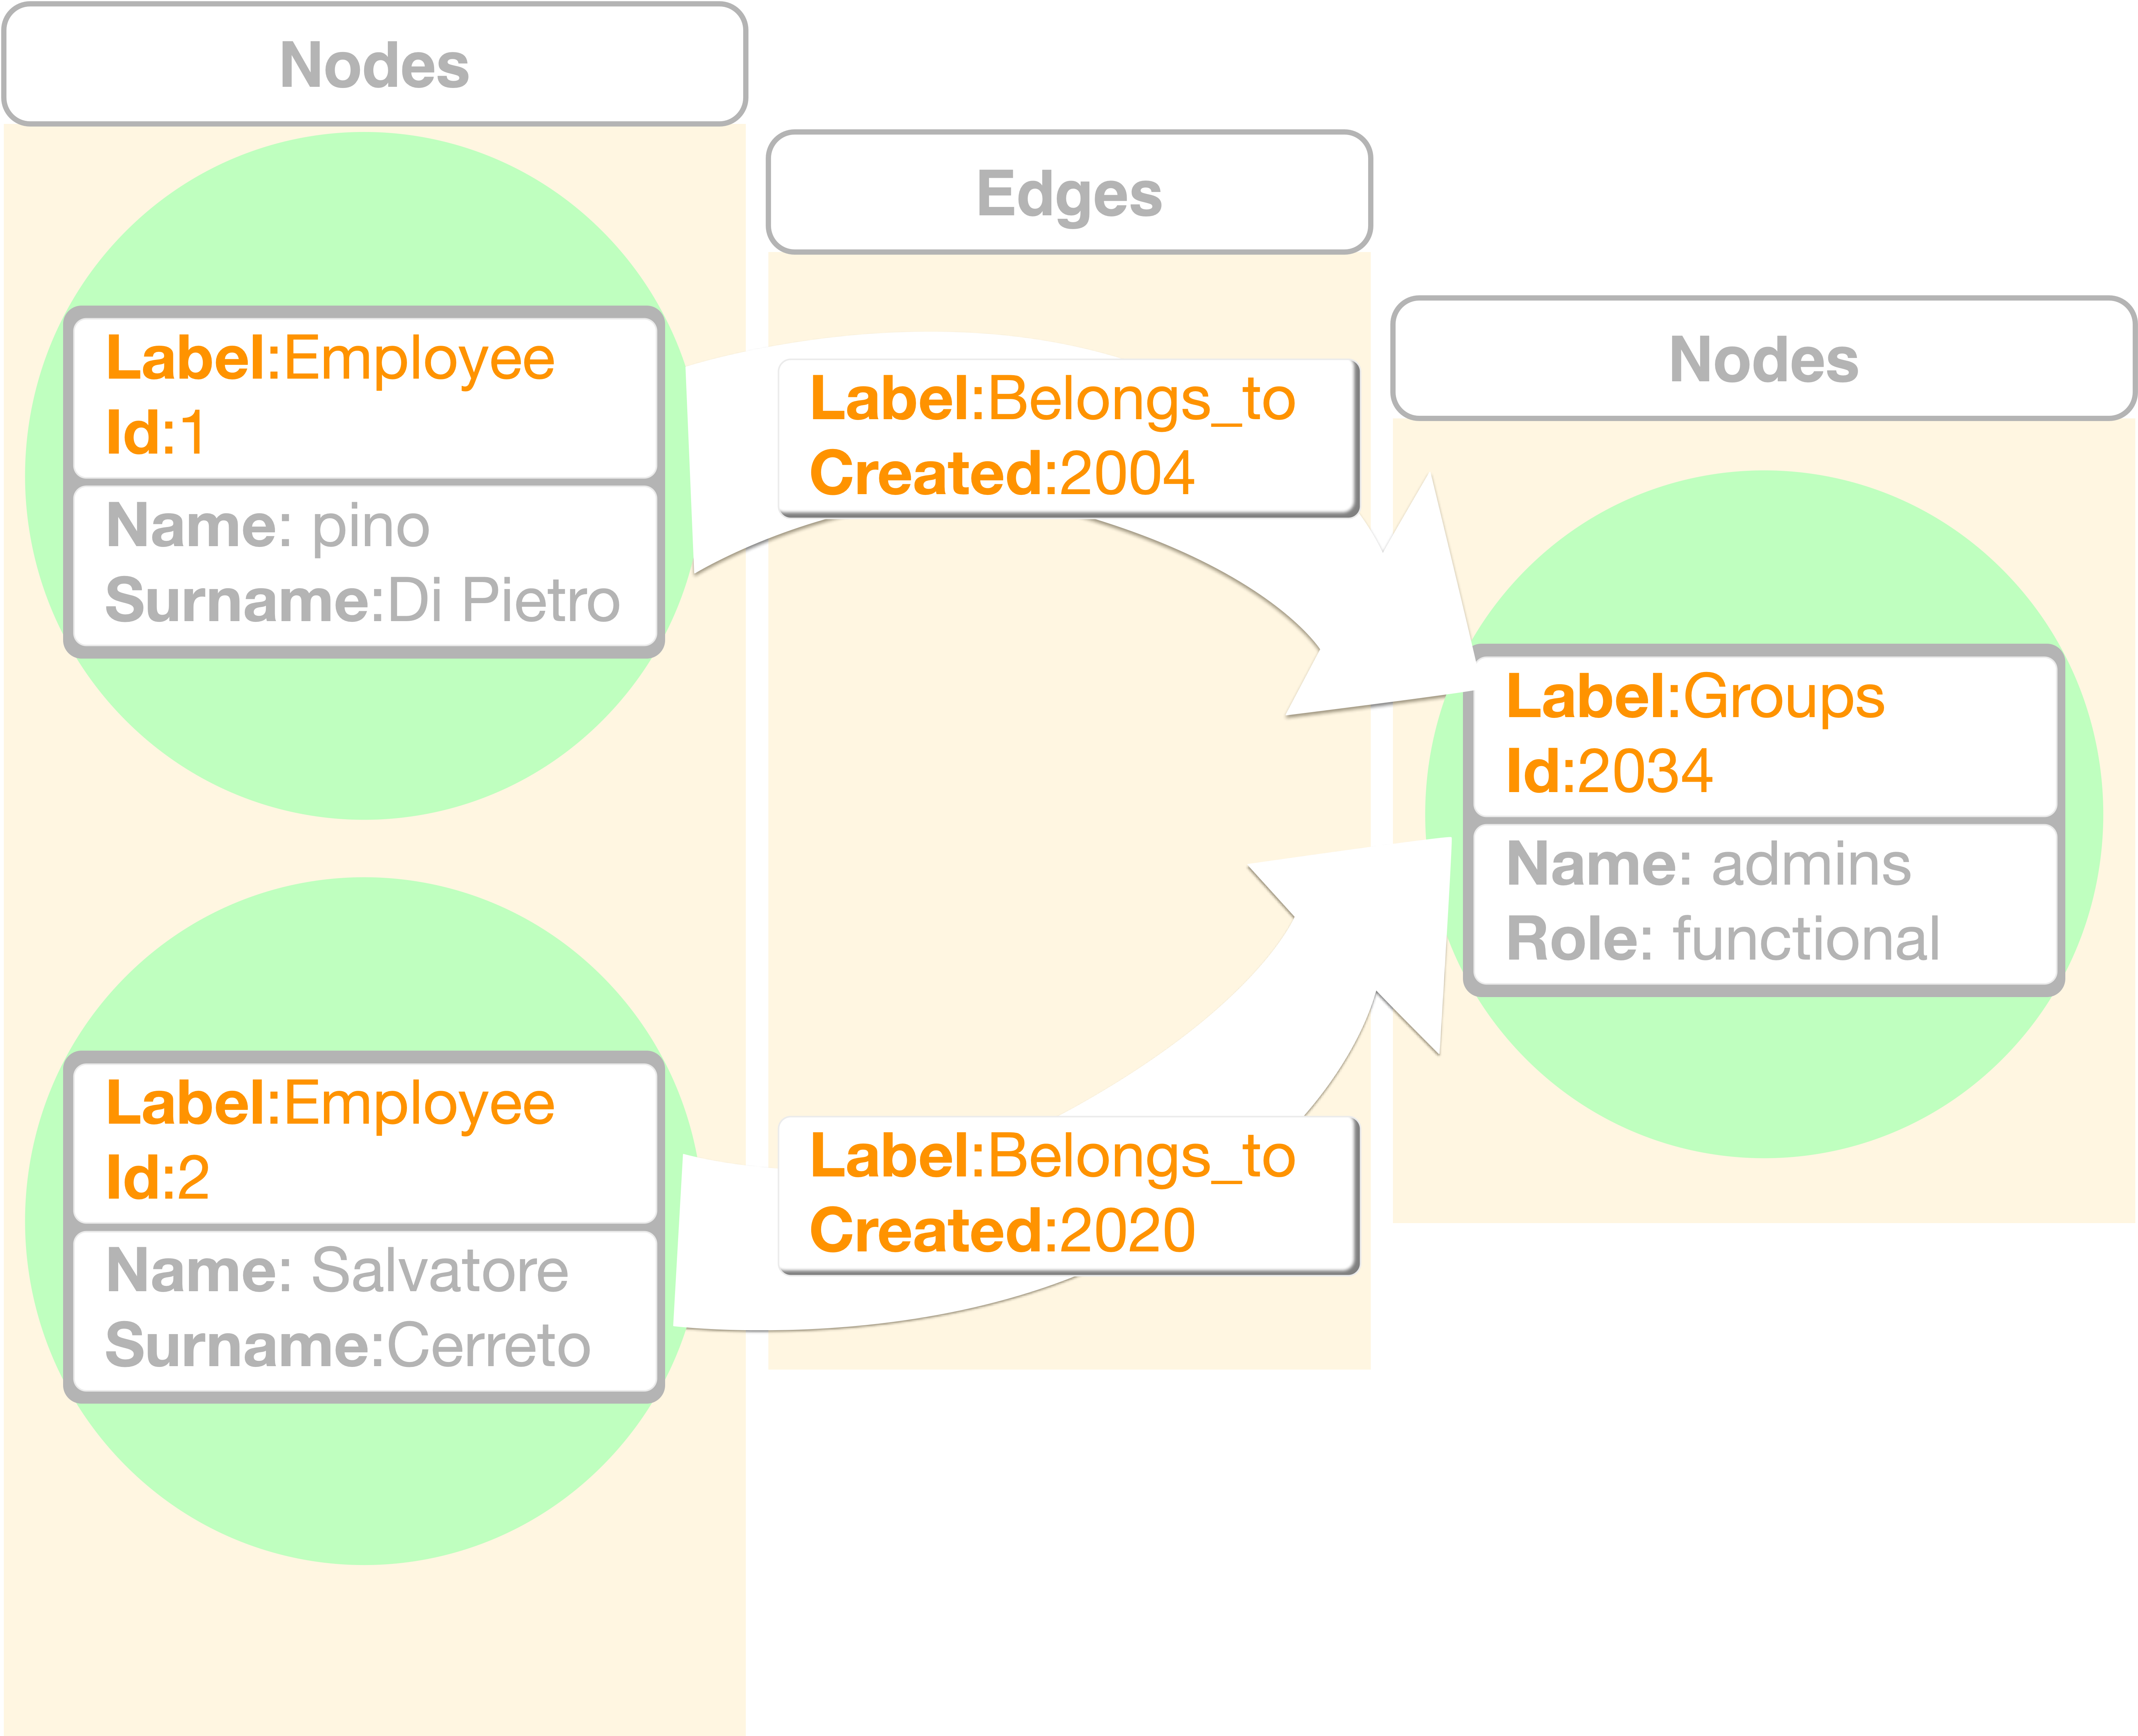 Nodes
Label:Employee
Id:1
Name: pino
Surname:Di Pietro
Label:Employee
Id:2
Name: Salvatore
Surname:Cerreto
Edges
Label:Belongs_to
Created:2004
Label:Belongs_to
Created:2020
Nodes
Label:Groups
Id:2034
Name: admins
Role: functional